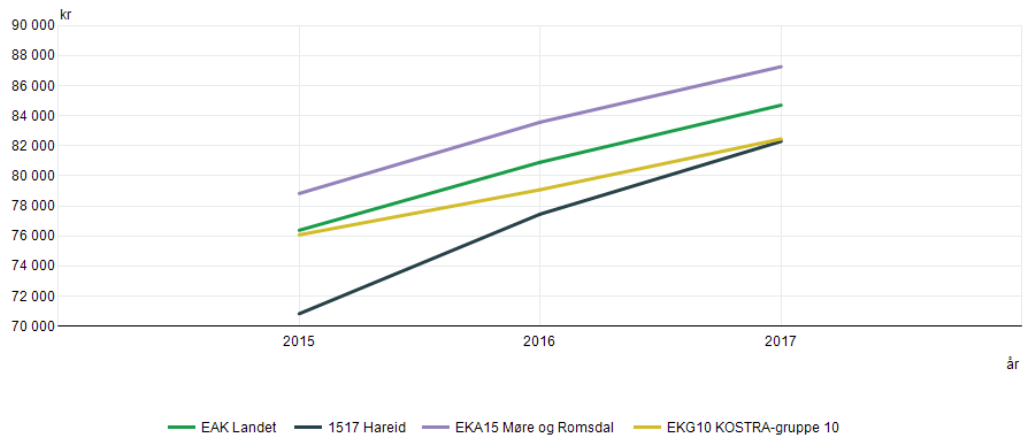 kr
90 000
88 000
86 000
84 000
82 000
80 000
78 000
76 000
74 000
72 000
70 000
2015 2016 2017
år
EAK Landet 1517 Hareid EKA15 Møre og Romsdal EKG10 KOSTRA-gruppe 10